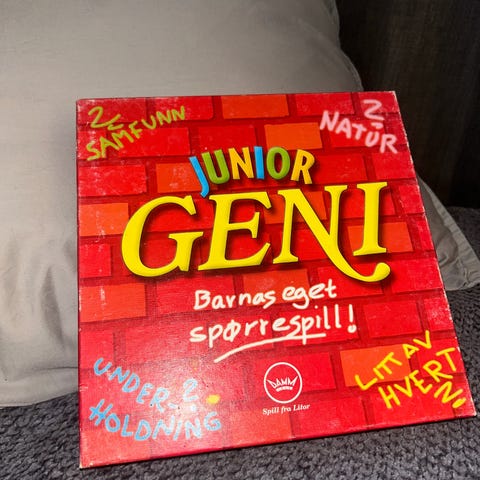 2
SAMFUNN
2
NATUR
JUNIOR
GENI
Barnas eget
spørrespill!
UNDER- 2
HOLDNING
DAMM
Spill fra Litor
LITT AV
HVERT
2